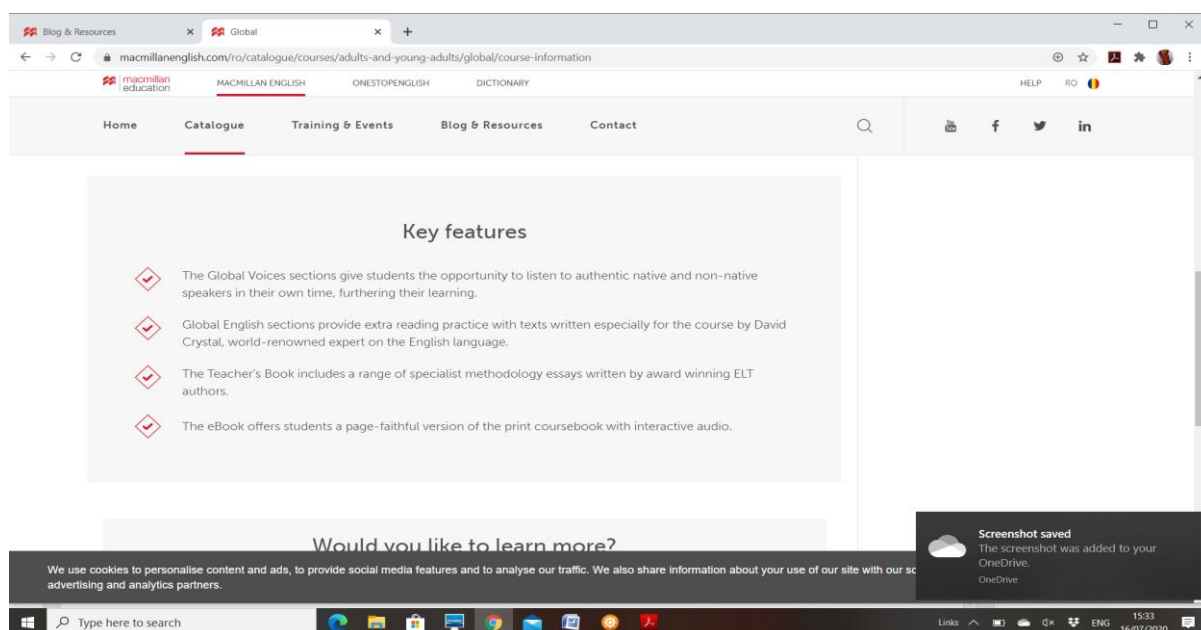 Blog & Resources
Global
macmillanenglish.com/ro/catalogue/courses/adults-and-young-adults/global/course-information
macmillan education
MACMILLAN ENGLISH
ONESTOPENGLISH
DICTIONARY
HELP
RO
Home
Catalogue
Training & Events
Blog & Resources
Contact
in
Key features
The Global Voices sections give students the opportunity to listen to authentic native and non-native
speakers in their own time, furthering their learning.
Global English sections provide extra reading practice with texts written especially for the course by David
Crystal, world-renowned expert on the English language.
The Teacher's Book includes a range of specialist methodology essays written by award winning ELT
authors.
The eBook offers students a page-faithful version of the print coursebook with interactive audio.
Would you like to learn more?
We use cookies to personalise content and ads, to provide social media features and to analyse our traffic. We also share information about your use of our site with our
advertising and analytics partners.
Screenshot saved
The screenshot was added to your
OneDrive.
OneDrive
Type here to search
Links
ENG
15:33
16/07/2020